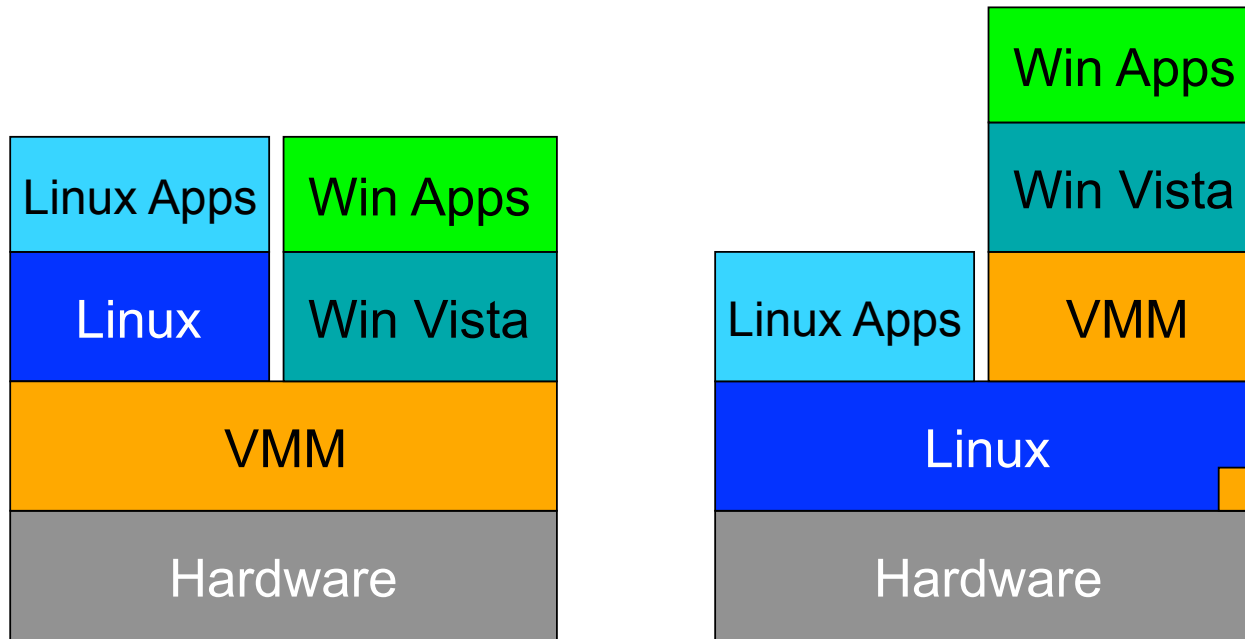 Linux Apps
Win Apps
Linux
Win Vista
VMM
Hardware
Win Apps
Win Vista
Linux Apps
VMM
Linux
Hardware